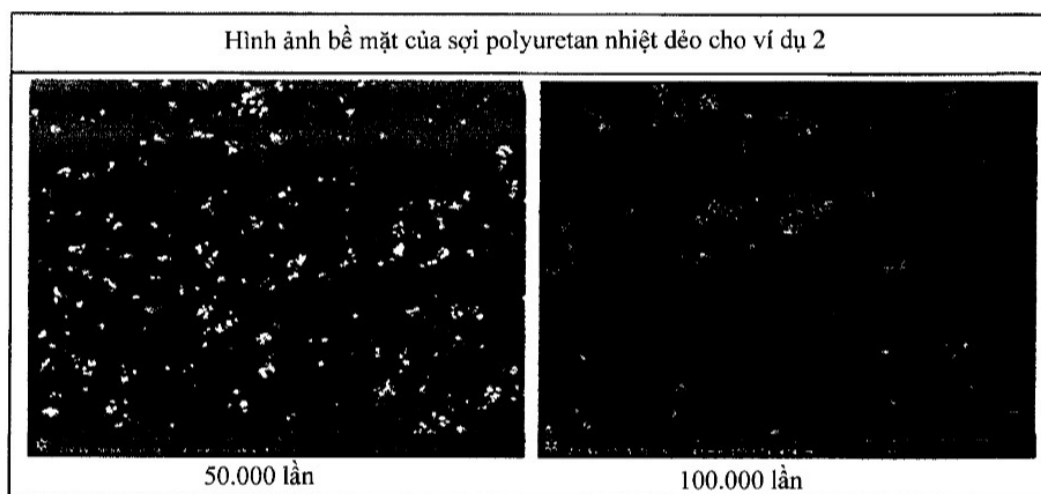 Hình ảnh bề mặt của sợi polyuretan nhiệt dẻo cho ví dụ 2
50.000 lần
100.000 lần